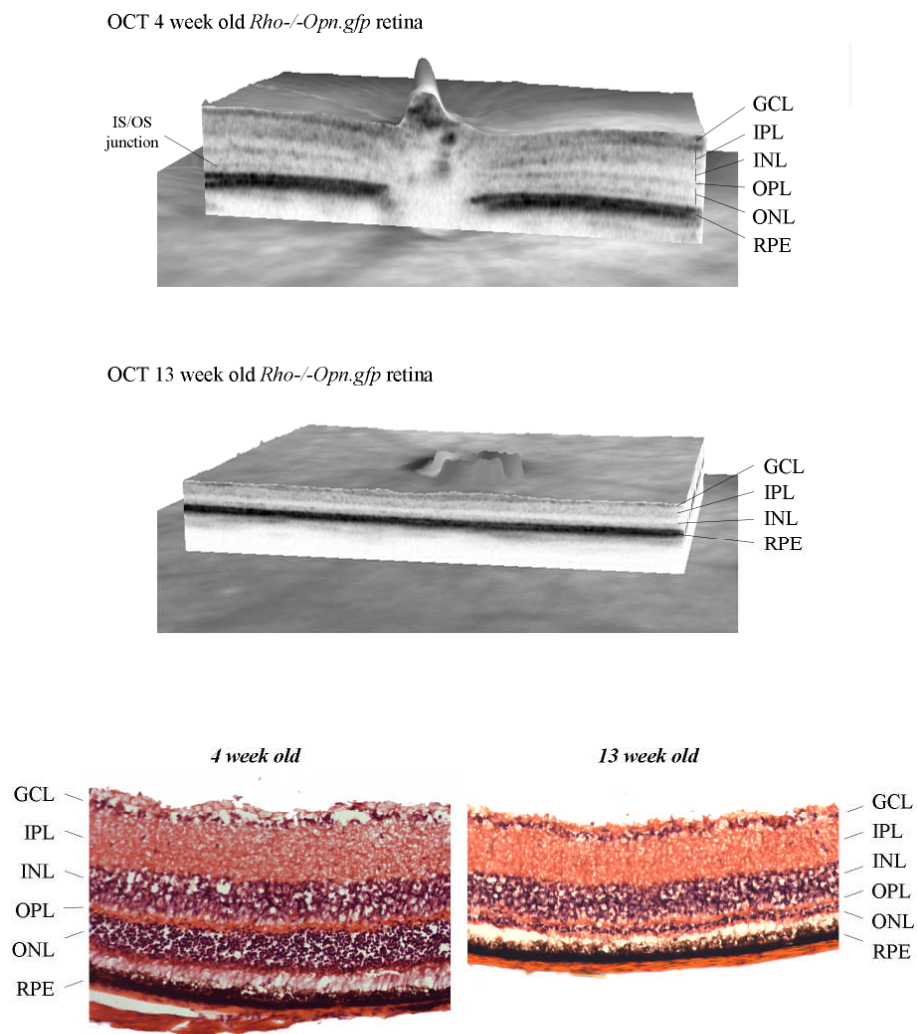 OCT 4 week old Rho-/-Opn.gfp retina
IS/OS
junction
GCL
IPL
INL
OPL
ONL
RPE
OCT 13 week old Rho-/-Opn.gfp retina
GCL
IPL
INL
RPE
4 week old
13 week old
GCL
IPL
INL
OPL
ONL
RPE
GCL
IPL
INL
OPL
ONL
RPE